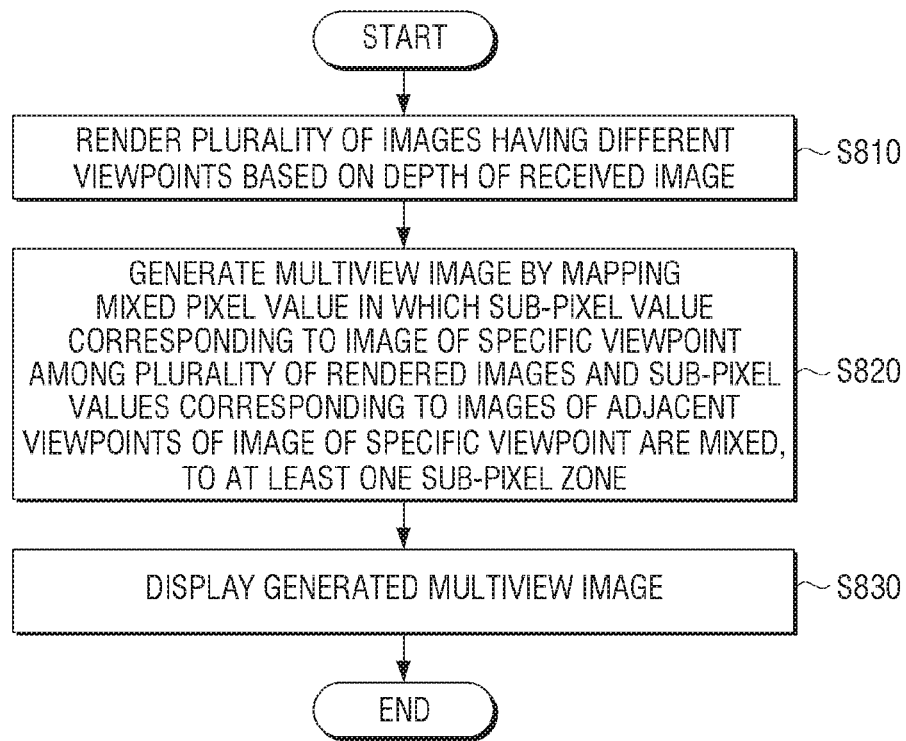 START
RENDER PLURALITY OF IMAGES HAVING DIFFERENT
VIEWPOINTS BASED ON DEPTH OF RECEIVED IMAGE
S810
GENERATE MULTIVIEW IMAGE BY MAPPING
MIXED PIXEL VALUE IN WHICH SUB-PIXEL VALUE
CORRESPONDING TO IMAGE OF SPECIFIC VIEWPOINT
AMONG PLURALITY OF RENDERED IMAGES AND SUB-PIXEL
VALUES CORRESPONDING TO IMAGES OF ADJACENT
VIEWPOINTS OF IMAGE OF SPECIFIC VIEWPOINT ARE MIXED,
TO AT LEAST ONE SUB-PIXEL ZONE
S820
DISPLAY GENERATED MULTIVIEW IMAGE
S830
END